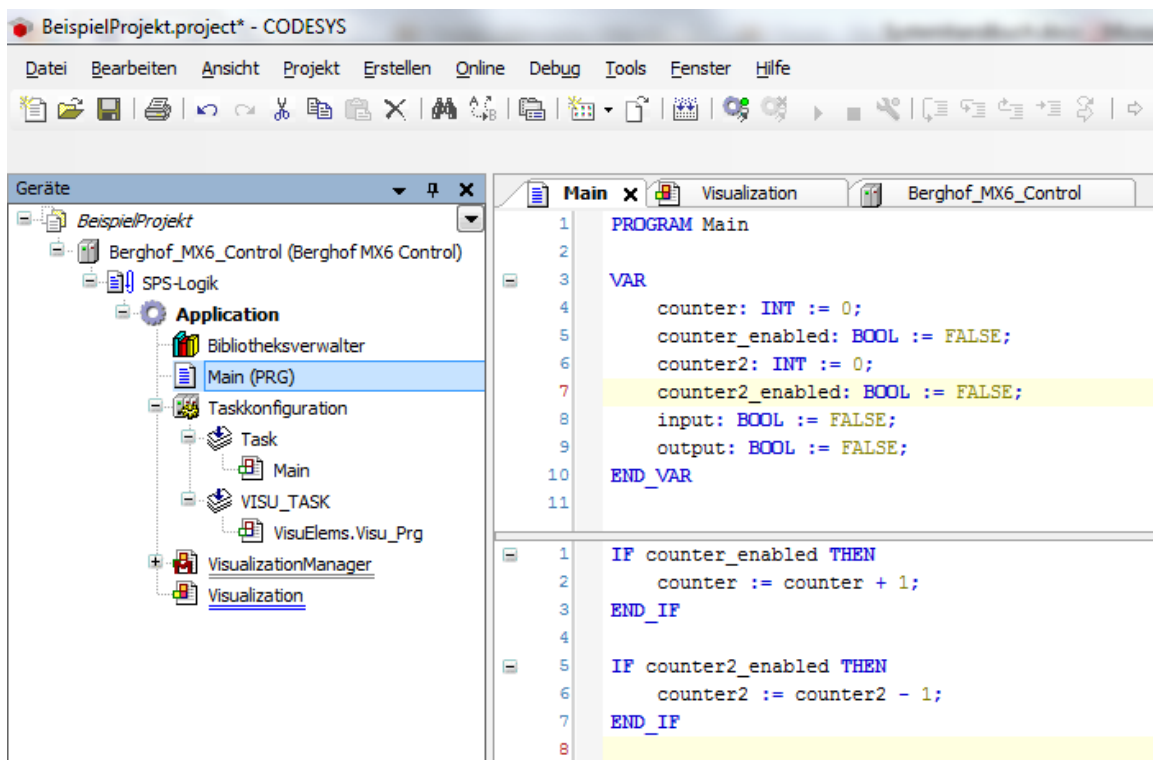 BeispielProjekt.project* - CODESYS
Datei Bearbeiten Ansicht Projekt Erstellen Online Debug Tools Fenster Hilfe
Geräte
BeispielProjekt
Berghof_MX6_Control (Berghof MX6 Control)
SPS-Logik
Application
Bibliotheksverwalter
Main (PRG)
Taskkonfiguration
Task
Main
VISU_TASK
VisuElems.Visu_Prg
VisualizationManager
Visualization
Main Visualization Berghof_MX6_Control
1 PROGRAM Main
2
3 VAR
4 counter: INT := 0;
5 counter_enabled: BOOL := FALSE;
6 counter2: INT := 0;
7 counter2_enabled: BOOL := FALSE;
8 input: BOOL := FALSE;
9 output: BOOL := FALSE;
10 END_VAR
11
1 IF counter_enabled THEN
2 counter := counter + 1;
3 END_IF
4
5 IF counter2_enabled THEN
6 counter2 := counter2 - 1;
7 END_IF
8